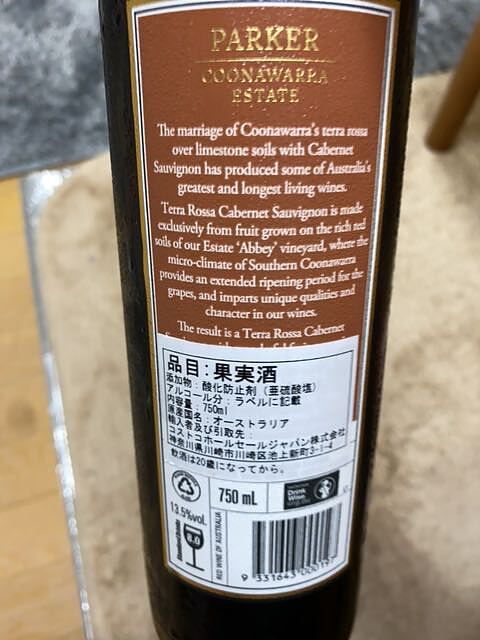 PARKER
COONAWARRA
ESTATE
The marriage of Coonawarra's terra rossa
over limestone soils with Cabernet
Sauvignon has produced some of Australia's
greatest and longest living wines.
Terra Rossa Cabernet Sauvignon is made
exclusively from fruit grown on the rich red
soils of our Estate 'Abbey' vineyard, where the
micro-climate of Southern Coonawarra
provides an extended ripening period for the
grapes, and imparts unique qualities and
character in our wines.
The result is a Terra Rossa Cabernet
品目:果実酒
添加物:酸化防止剤(亜硫酸塩)
アルコール分:ラベルに記載
内容量:750ml
原産国名:オーストラリア
輸入者及び引取先:
コストコホールセールジャパン株式会社
神奈川県川崎市川崎区池上新町3-1-4
飲酒は20歳になってから。
750 mL
Drink
Wise
13.5%vol.
8.0
RED WINE OF AUSTRALIA
9 331643 000191